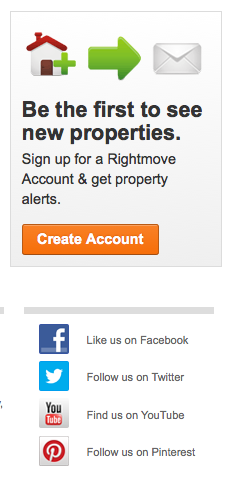 Be the first to see
new properties.
Sign up for a Rightmove
Account & get property
alerts.
Create Account
f
Like us on Facebook
Follow us on Twitter
You
Tube
Find us on YouTube
Follow us on Pinterest